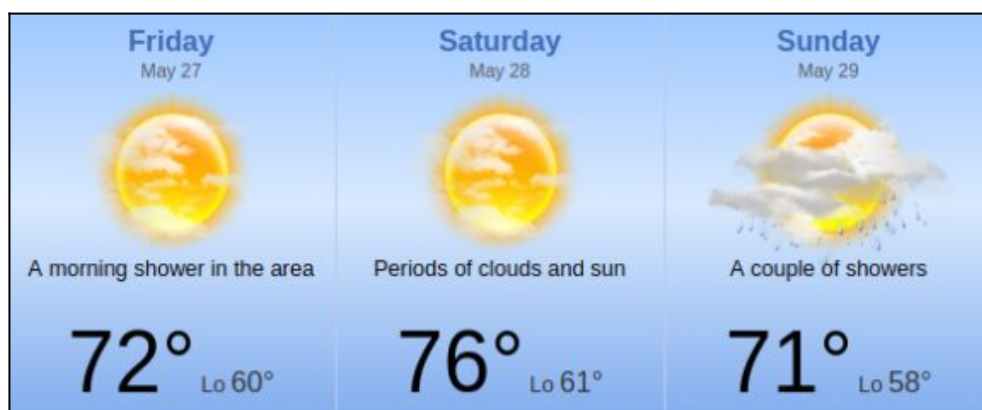 Friday
May 27
A morning shower in the area
72° Lo 60°
Saturday
May 28
Periods of clouds and sun
76° Lo 61°
Sunday
May 29
A couple of showers
71° Lo 58°